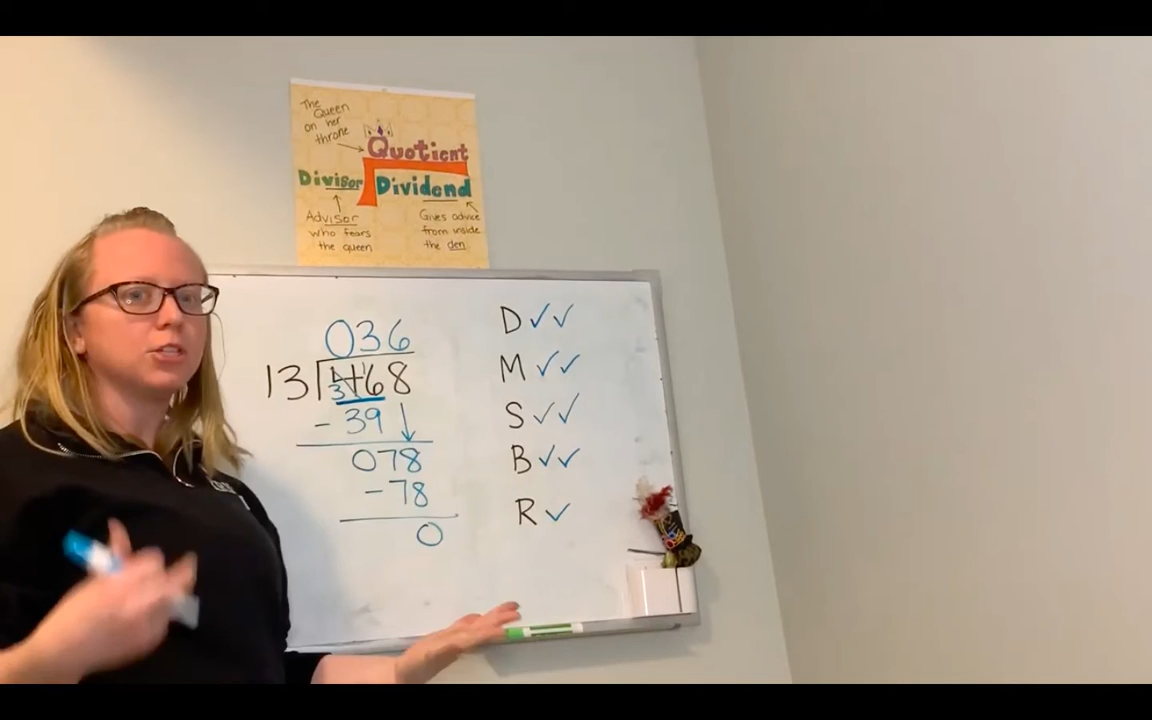 The
Queen
on her
throne
Quotient
Divisor Dividend
Advisor
who fears
the queen
Gives advice
from inside
the den
036
13 468
3
- 39
078
- 78
0
D ✓✓
M ✓✓
S ✓✓
B ✓✓
R ✓